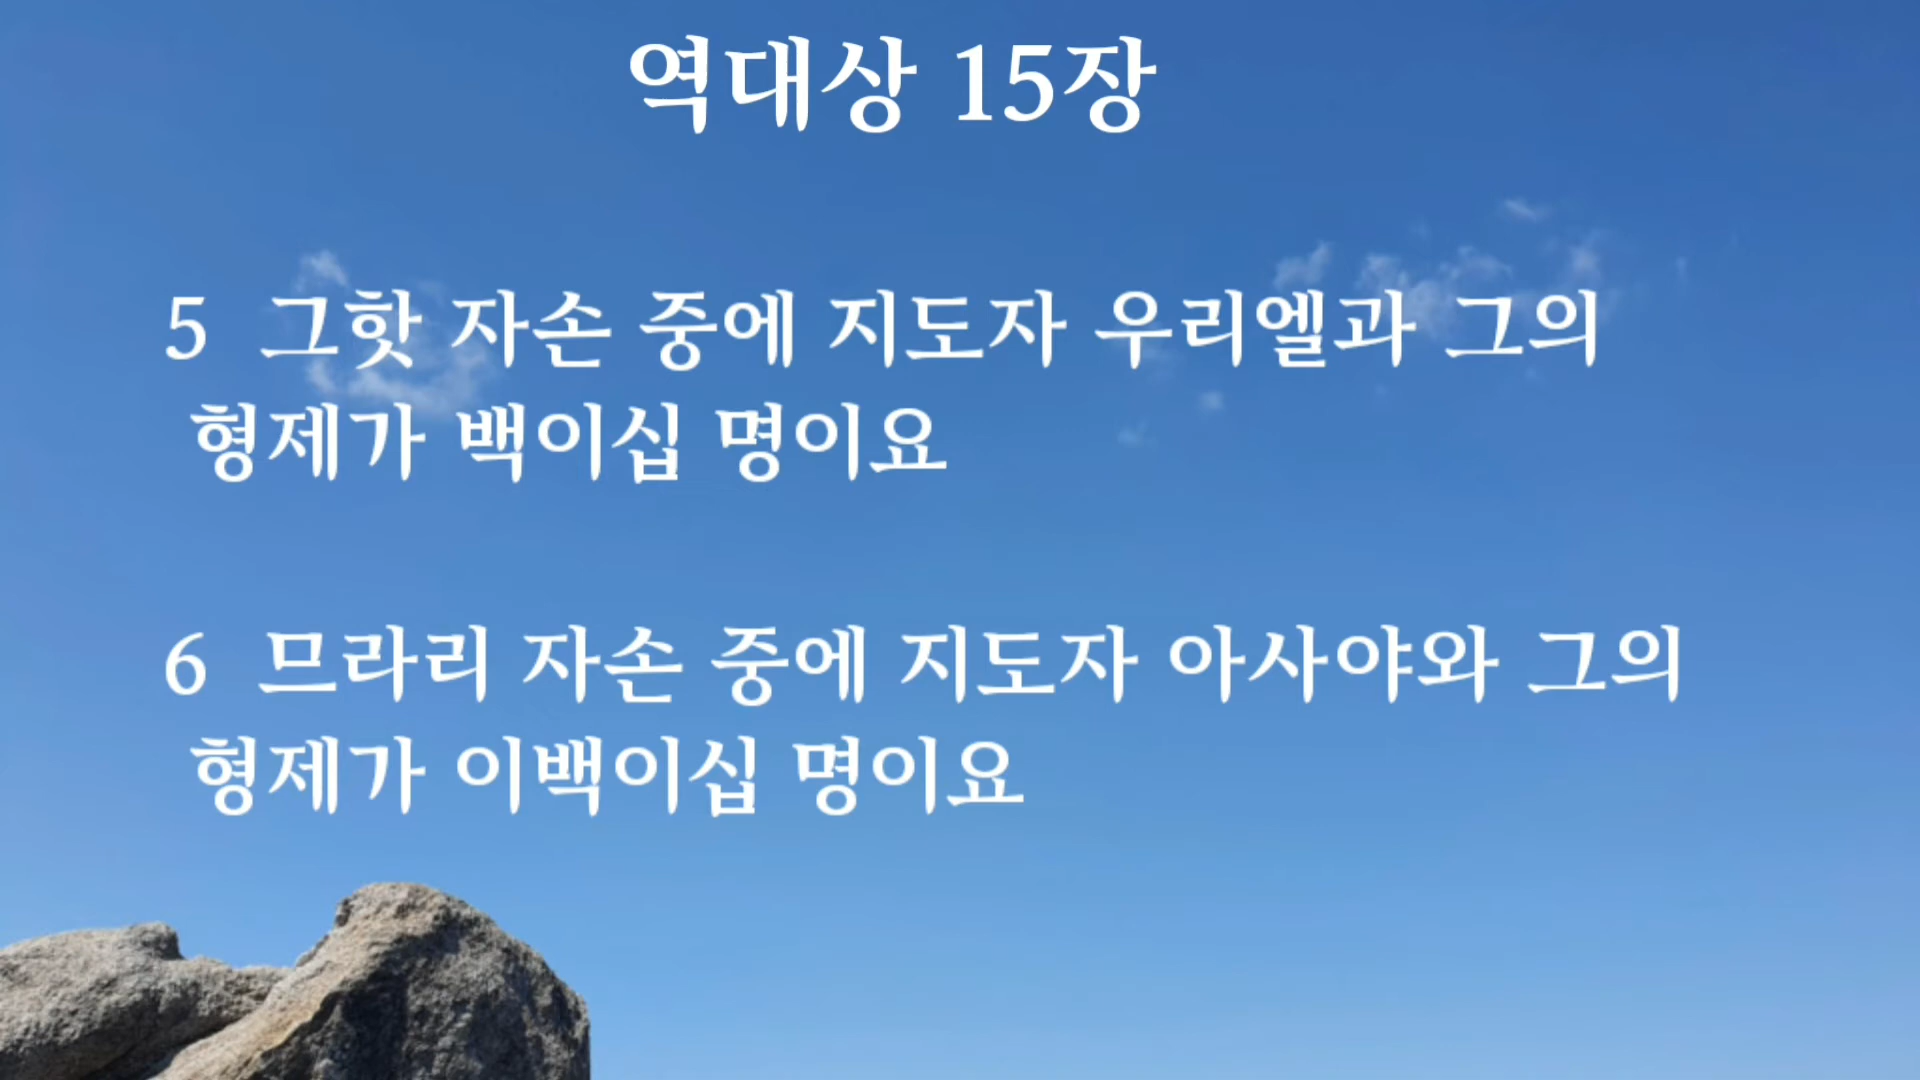 역대상 15장
5 그핫 자손 중에 지도자 우리엘과 그의
형제가 백이십 명이요
6 므라리 자손 중에 지도자 아사야와 그의
형제가 이백이십 명이요